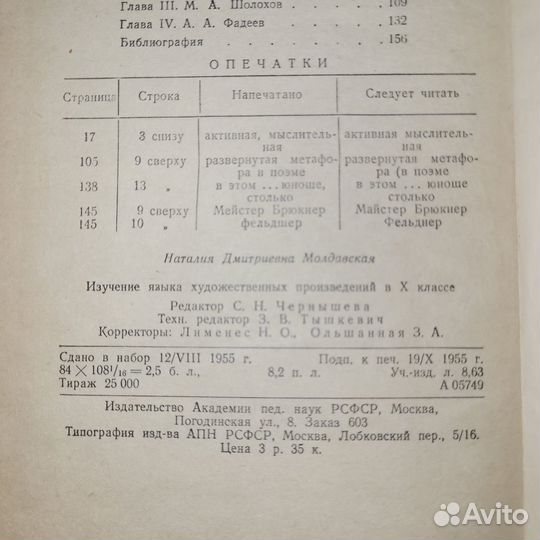 Глава III. М. А. Шолохов . . . . . 109
Глава IV. А. А. Фадеев . . . . . 132
Библиография . . . . . . . 156
ОПЕЧАТКИ
Страница Строка Напечатано Следует читать
17 3 снизу активная, мыслитель- активная мыслитель-
ная ная
105 9 сверху развернутая метафо- развернутая метафо-
ра в поэме ра (в поэме
138 13 „ в этом ... юноше, в этом ... юноше
столько столько
145 9 сверху Мейстер Брюкнер Майстер Брюкнер
145 10 „ фельдшер Фельднер
Наталия Дмитриевна Молдавская
Изучение языка художественных произведений в X классе
Редактор С. Н. Чернышева
Техн. редактор З. В. Тышкевич
Корректоры: Лименес Н. О., Ольшанная З. А.
Сдано в набор 12/VIII 1955 г. Подп. к печ. 19/X 1955 г.
84 × 108¹/₁₆ = 2,5 б. л., 8,2 п. л. Уч.-изд. л. 8,63
Тираж 25 000 А 05749
Издательство Академии пед. наук РСФСР, Москва,
Погодинская ул., 8. Заказ 603
Типография изд-ва АПН РСФСР, Москва, Лобковский пер., 5/16.
Цена 3 р. 35 к.
Avito